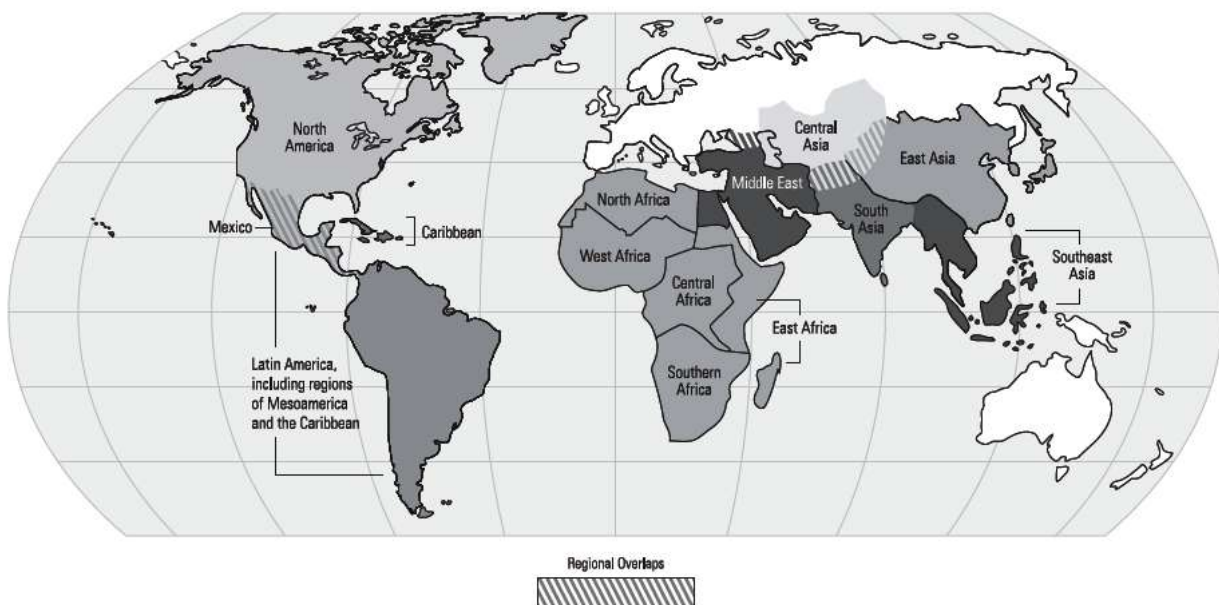 North
America
Central
Asia
East Asia
Middle East
North Africa
South
Asia
Mexico
Caribbean
West Africa
Southeast
Asia
Central
Africa
East Africa
Latin America,
including regions
of Mesoamerica
and the Caribbean
Southern
Africa
Regional Overlaps